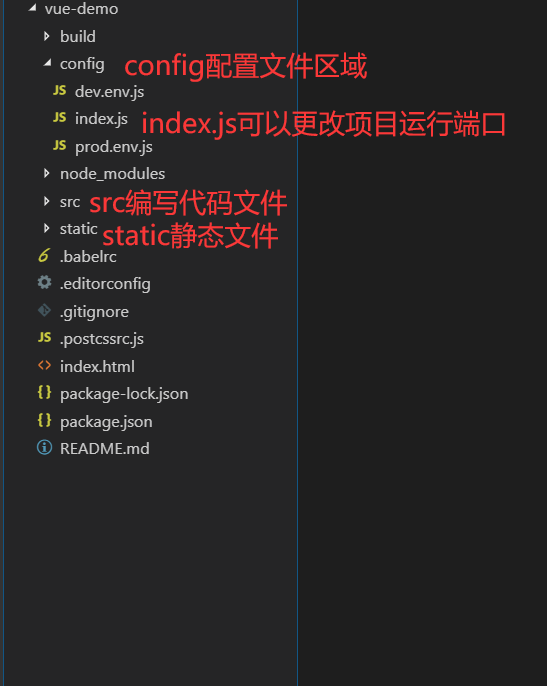 vue-demo
build
config config配置文件区域
dev.env.js
JS index.js index.js可以更改项目运行端口
JS prod.env.js
node_modules
src src编写代码文件
static static静态文件
.babelrc
.editorconfig
.gitignore
JS .postcssrc.js
index.html
{} package-lock.json
{} package.json
README.md